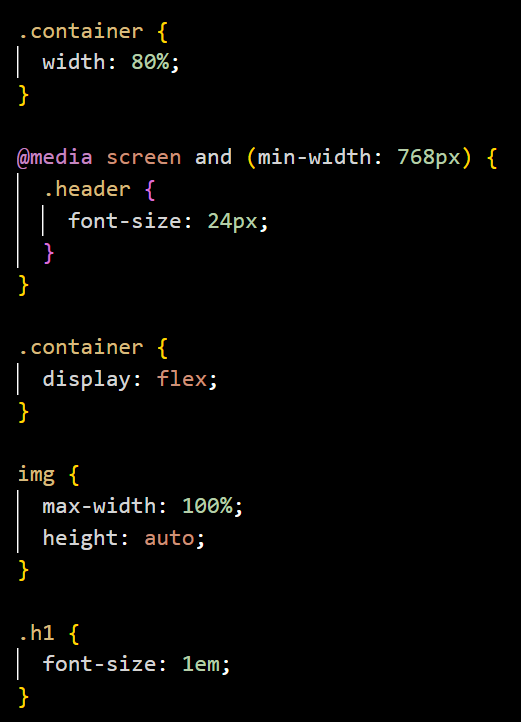 .container {
  width: 80%;
}

@media screen and (min-width: 768px) {
  .header {
    font-size: 24px;
  }
}

.container {
  display: flex;
}

img {
  max-width: 100%;
  height: auto;
}

.h1 {
  font-size: 1em;
}